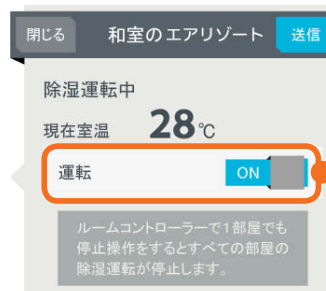 閉じる 和室のエアリゾート 送信
除湿運転中
現在室温 28℃
運転 ON
ルームコントローラーで1部屋でも
停止操作をするとすべての部屋の
除湿運転が停止します。